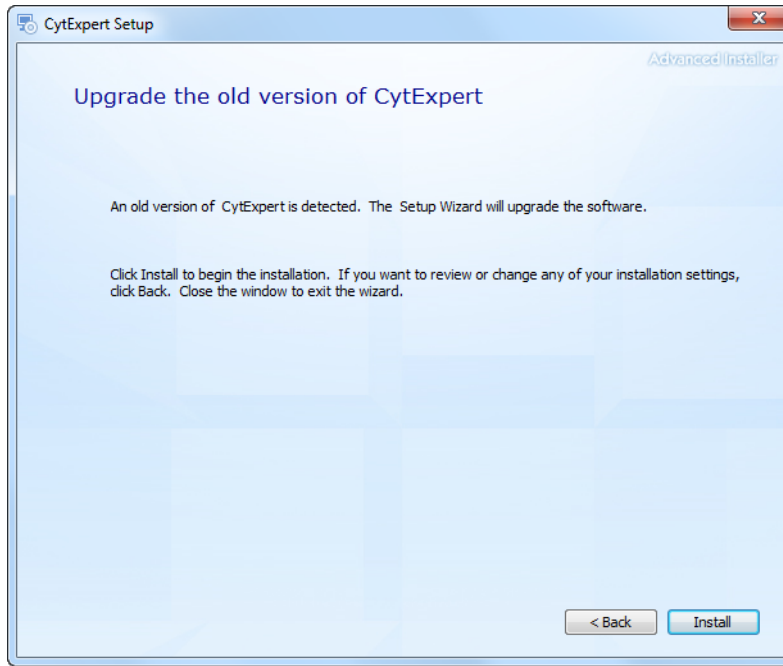 CytExpert Setup
Advanced Installer
Upgrade the old version of CytExpert
An old version of CytExpert is detected. The Setup Wizard will upgrade the software.
Click Install to begin the installation. If you want to review or change any of your installation settings,
click Back. Close the window to exit the wizard.
< Back
Install